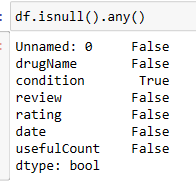 df.isnull().any()
Unnamed: 0 False
drugName False
condition True
review False
rating False
date False
usefulCount False
dtype: bool